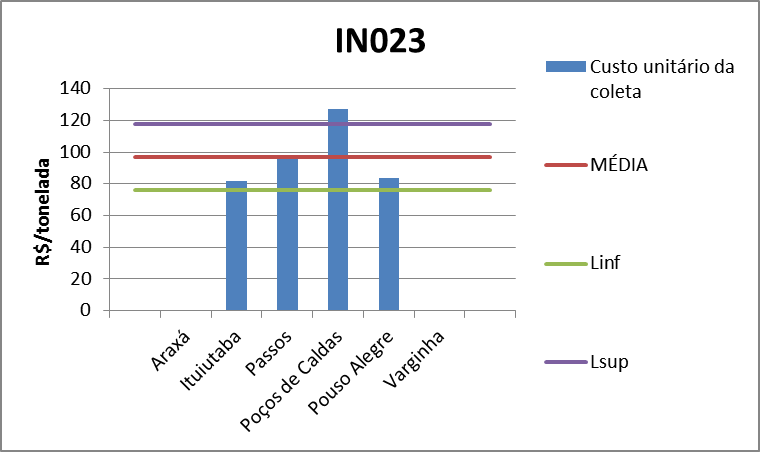 IN023
R$/tonelada
140
120
100
80
60
40
20
0
Araxá
Ituiutaba
Passos
Poços de Caldas
Pouso Alegre
Varginha
Custo unitário da
coleta
MÉDIA
Linf
Lsup